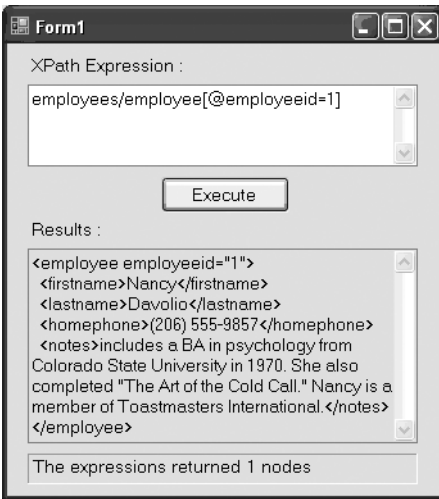 Form1
XPath Expression :
employees/employee[@employeeid=1]
Execute
Results :
<employee employeeid="1">
<firstname>Nancy</firstname>
<lastname>Davolio</lastname>
<homephone>(206) 555-9857</homephone>
<notes>includes a BA in psychology from
Colorado State University in 1970. She also
completed "The Art of the Cold Call." Nancy is a
member of Toastmasters International.</notes>
</employee>
The expressions returned 1 nodes